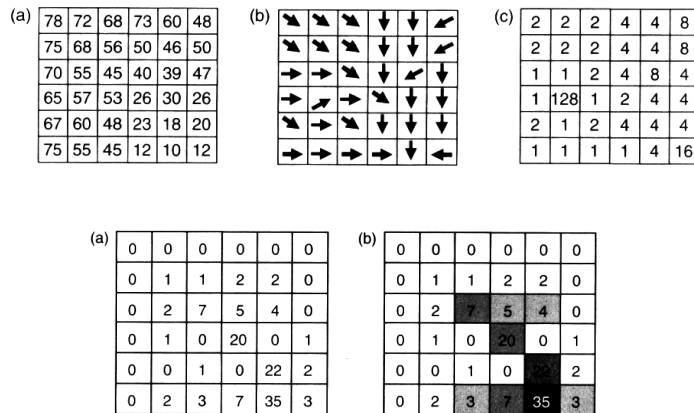 (a)
78 72 68 73 60 48
75 68 56 50 46 50
70 55 45 40 39 47
65 57 53 26 30 26
67 60 48 23 18 20
75 55 45 12 10 12
(b)
(c)
2 2 2 4 4 8
2 2 2 4 4 8
1 1 2 4 8 4
1 128 1 2 4 4
2 1 2 4 4 4
1 1 1 1 4 16
(a)
0 0 0 0 0 0
0 1 1 2 2 0
0 2 7 5 4 0
0 1 0 20 0 1
0 0 1 0 22 2
0 2 3 7 35 3
(b)
0 0 0 0 0 0
0 1 1 2 2 0
0 2 7 5 4 0
0 1 0 20 0 1
0 0 1 0 22 2
0 2 3 7 35 3